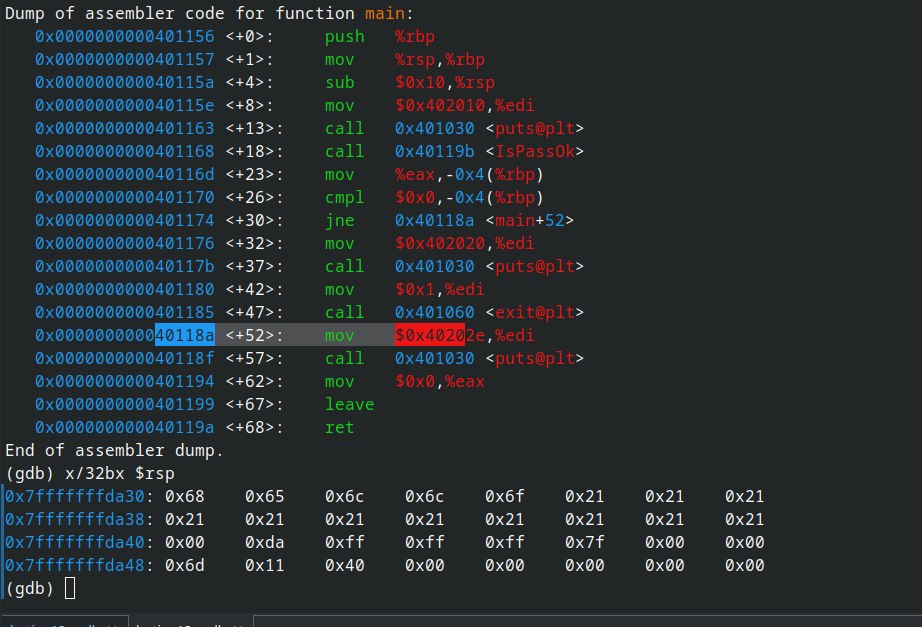 Dump of assembler code for function main:
0x0000000000401156 <+0>: push %rbp
0x0000000000401157 <+1>: mov %rsp,%rbp
0x000000000040115a <+4>: sub $0x10,%rsp
0x000000000040115e <+8>: mov $0x402010,%edi
0x0000000000401163 <+13>: call 0x401030 <puts@plt>
0x0000000000401168 <+18>: call 0x40119b <IsPassOk>
0x000000000040116d <+23>: mov %eax,-0x4(%rbp)
0x0000000000401170 <+26>: cmpl $0x0,-0x4(%rbp)
0x0000000000401174 <+30>: jne 0x40118a <main+52>
0x0000000000401176 <+32>: mov $0x402020,%edi
0x000000000040117b <+37>: call 0x401030 <puts@plt>
0x0000000000401180 <+42>: mov $0x1,%edi
0x0000000000401185 <+47>: call 0x401060 <exit@plt>
0x000000000040118a <+52>: mov $0x40202e,%edi
0x000000000040118f <+57>: call 0x401030 <puts@plt>
0x0000000000401194 <+62>: mov $0x0,%eax
0x0000000000401199 <+67>: leave
0x000000000040119a <+68>: ret
End of assembler dump.
(gdb) x/32bx $rsp
0x7fffffffda30: 0x68 0x65 0x6c 0x6c 0x6f 0x21 0x21 0x21
0x7fffffffda38: 0x21 0x21 0x21 0x21 0x21 0x21 0x21 0x21
0x7fffffffda40: 0x00 0xda 0xff 0xff 0xff 0x7f 0x00 0x00
0x7fffffffda48: 0x6d 0x11 0x40 0x00 0x00 0x00 0x00 0x00
(gdb)